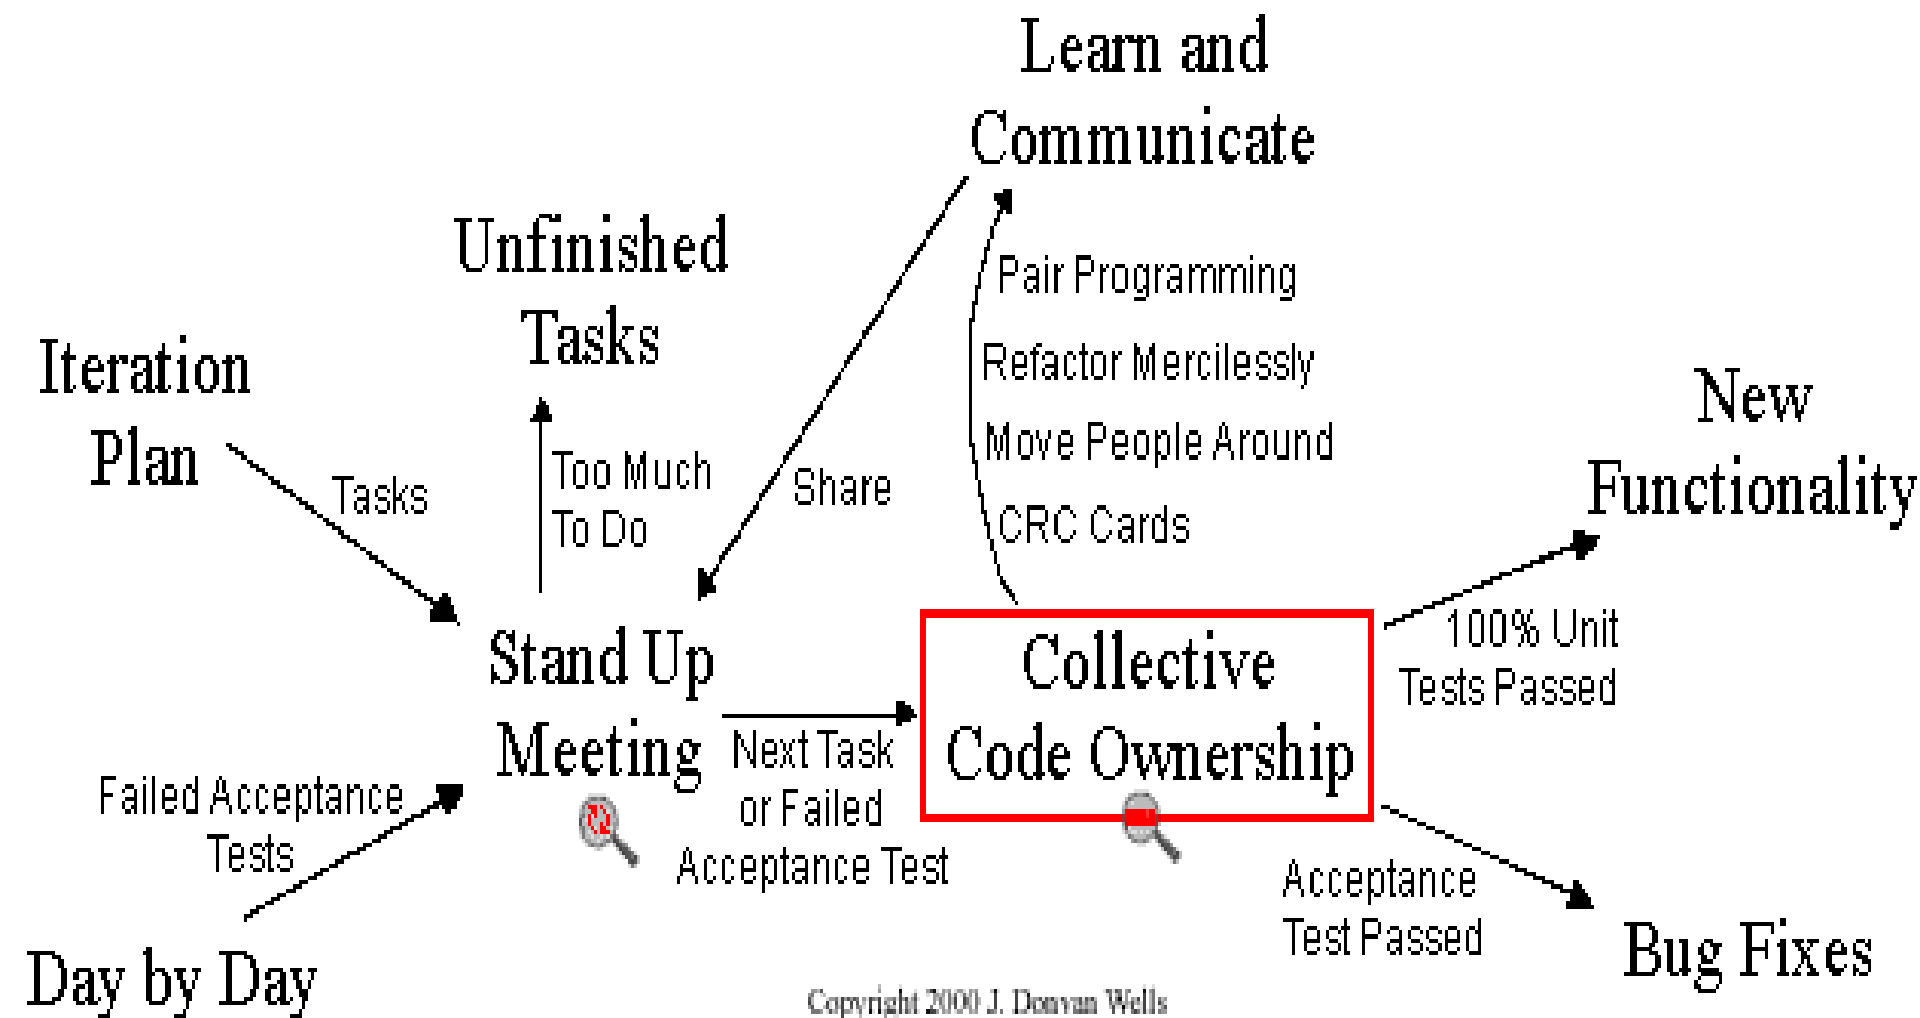 Learn and
Communicate
Unfinished
Tasks
Pair Programming
Refactor Mercilessly
Move People Around
CRC Cards
Iteration
Plan
Tasks
Too Much
To Do
Share
New
Functionality
Stand Up
Meeting
Collective
Code Ownership
100% Unit
Tests Passed
Next Task
or Failed
Acceptance Test
Failed Acceptance
Tests
Acceptance
Test Passed
Day by Day
Bug Fixes
Copyright 2000 J. Donvan Wells